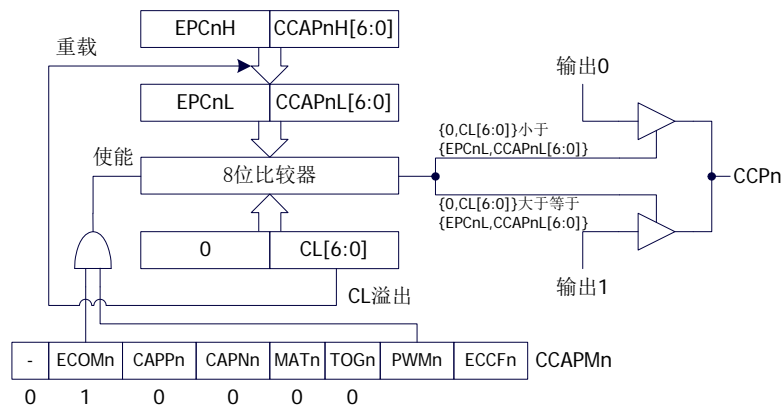 EPCnH CCAPnH[6:0]
重载
输出0
EPCnL CCAPnL[6:0]
{0,CL[6:0]}小于
{EPCnL,CCAPnL[6:0]}
使能
8位比较器
CCPn
{0,CL[6:0]}大于等于
{EPCnL,CCAPnL[6:0]}
0 CL[6:0]
CL溢出
输出1
- ECOMn CAPPn CAPNn MATn TOGn PWMn ECCFn CCAPMn
0 1 0 0 0 0